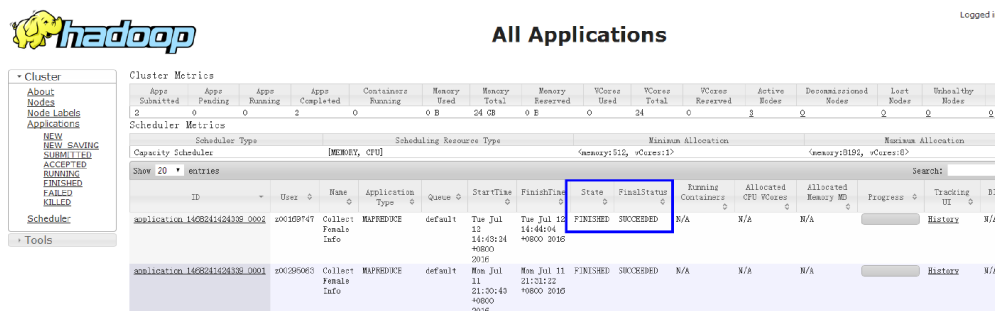 hadoop
All Applications
Logged i
Cluster
About
Nodes
Node Labels
Applications
NEW
NEW_SAVING
SUBMITTED
ACCEPTED
RUNNING
FINISHED
FAILED
KILLED
Scheduler
Tools
Cluster Metrics
Apps Submitted Apps Pending Apps Running Apps Completed Containers Running Memory Used Memory Total Memory Reserved VCores Used VCores Total VCores Reserved Active Nodes Decommissioned Nodes Lost Nodes Unhealthy Nodes
2 0 0 2 0 0 B 24 GB 0 B 0 24 0 3 0 0 0 0
Scheduler Metrics
Scheduler Type Scheduling Resource Type Minimum Allocation Maximum Allocation
Capacity Scheduler [MEMORY, CPU] <memory:512, vCores:1> <memory:8192, vCores:8>
Show 20 entries Search:
ID User Name Application Type Queue StartTime FinishTime State FinalStatus Running Containers Allocated CPU VCores Allocated Memory MB Progress Tracking UI Bl
application_1468241424339_0002 z00169747 Collect MAPREDUCE default Tue Jul Tue Jul 12 FINISHED SUCCEEDED N/A N/A N/A History N/
Female 12 14:44:04
Info 14:43:24 +0800 2016
+0800
2016
application_1468241424339_0001 z00295063 Collect MAPREDUCE default Mon Jul Mon Jul 11 FINISHED SUCCEEDED N/A N/A N/A History N/
Female 11 21:31:22
Info 21:30:43 +0800 2016
+0800
2016